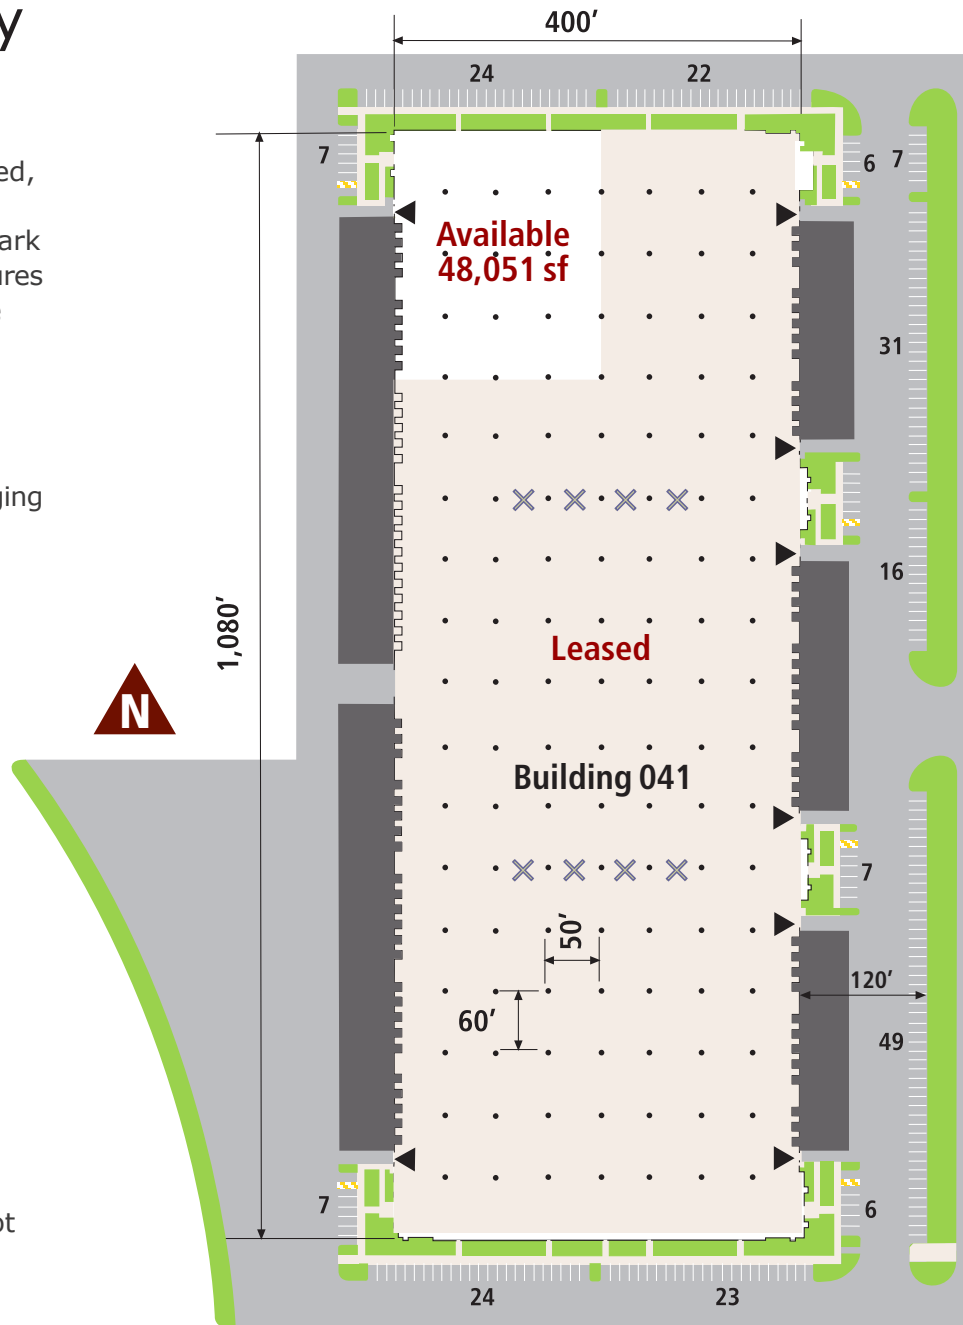 y
ed,
ark
ures
ging
ot
400’
24
22
7
6
7
Available
48,051 sf
31
1,080’
16
Leased
N
Building 041
7
50’
120’
60’
49
7
6
24
23